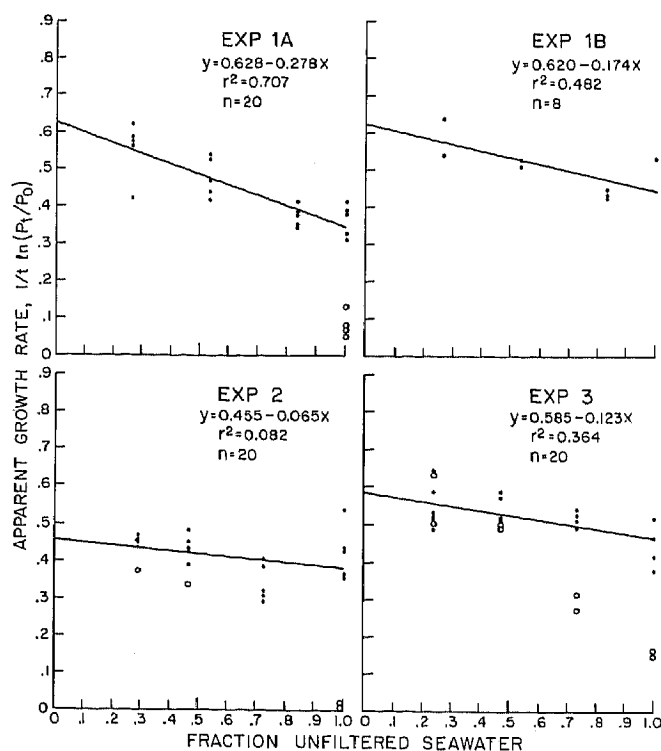 APPARENT GROWTH RATE, 1/t ln(Pt/P0)
.9
.8
.7
.6
.5
.4
.3
.2
.1
0
EXP 1A
y=0.628-0.278X
r²=0.707
n=20
EXP 1B
y=0.620-0.174X
r²=0.482
n=8
.9
.8
.7
.6
.5
.4
.3
.2
.1
.0
EXP 2
y=0.455-0.065X
r²=0.082
n=20
EXP 3
y=0.585-0.123X
r²=0.364
n=20
0 .1 .2 .3 .4 .5 .6 .7 .8 .9 1.0
0 .1 .2 .3 .4 .5 .6 .7 .8 .9 1.0
FRACTION UNFILTERED SEAWATER